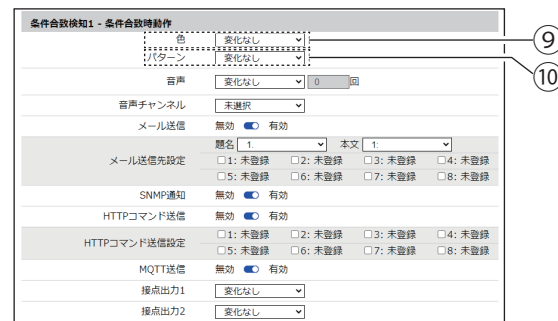 条件合致検知1 - 条件合致時動作
色 変化なし ⑨
パターン 変化なし ⑩
音声 変化なし 0 回
音声チャンネル 未選択
メール送信 無効 有効
題名 1. 本文 1:
メール送信先設定 1: 未登録 2: 未登録 3: 未登録 4: 未登録
5: 未登録 6: 未登録 7: 未登録 8: 未登録
SNMP通知 無効 有効
HTTPコマンド送信 無効 有効
HTTPコマンド送信設定 1: 未登録 2: 未登録 3: 未登録 4: 未登録
5: 未登録 6: 未登録 7: 未登録 8: 未登録
MQTT送信 無効 有効
接点出力1 変化なし
接点出力2 変化なし